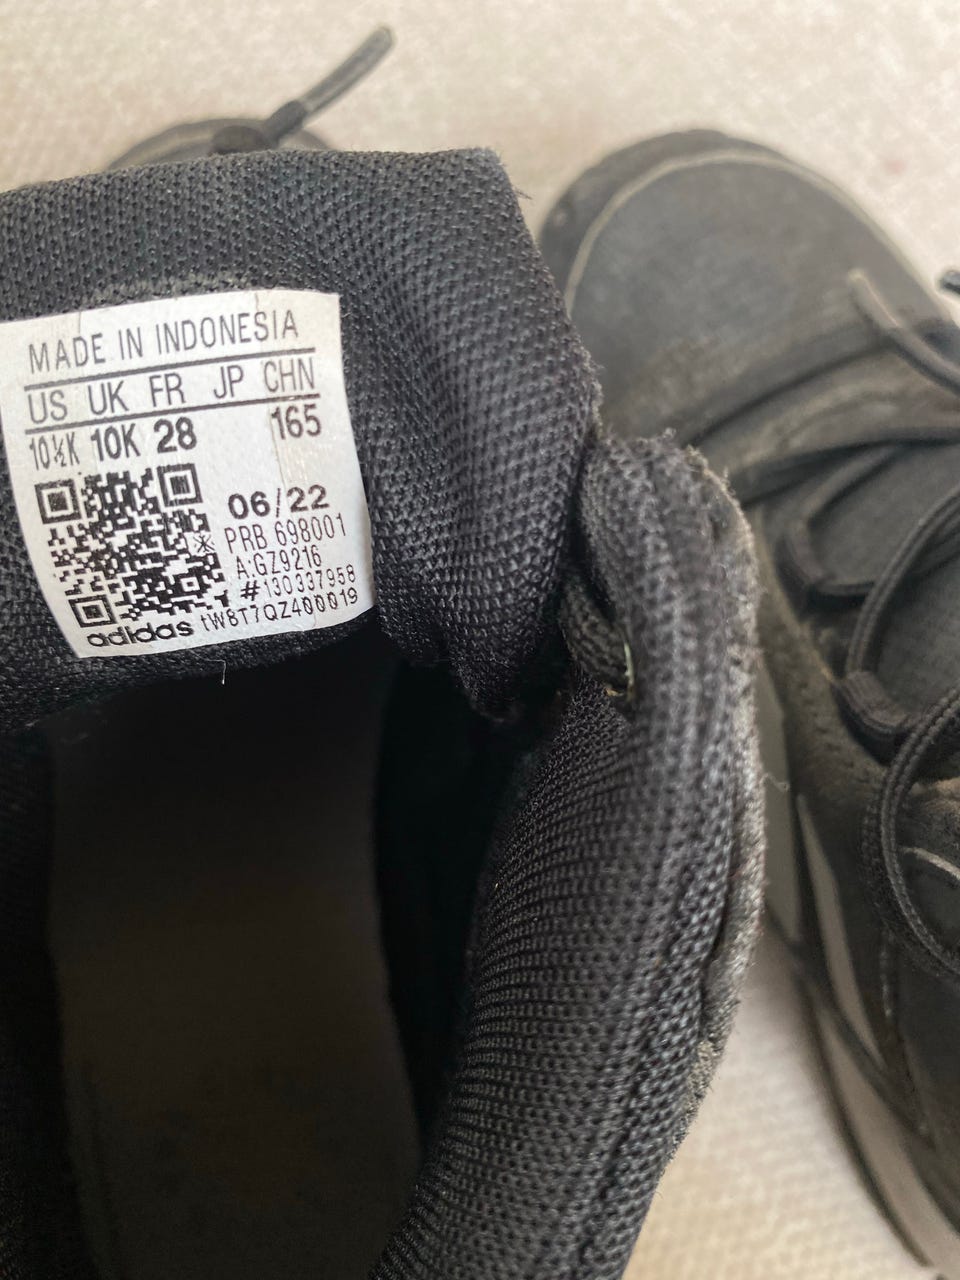 MADE IN INDONESIA
US UK FR JP CHN
10½K 10K 28 165
06/22
PRB 698001
A:GZ9216
#130337958
adidas tW8T7QZ400019